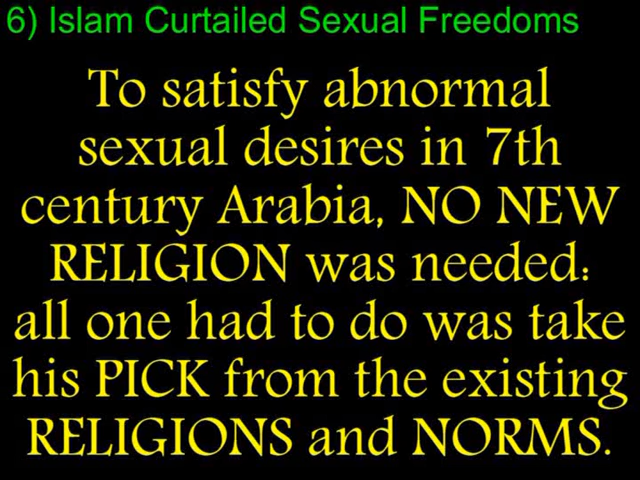 6) Islam Curtailed Sexual Freedoms
To satisfy abnormal
sexual desires in 7th
century Arabia, NO NEW
RELIGION was needed:
all one had to do was take
his PICK from the existing
RELIGIONS and NORMS.